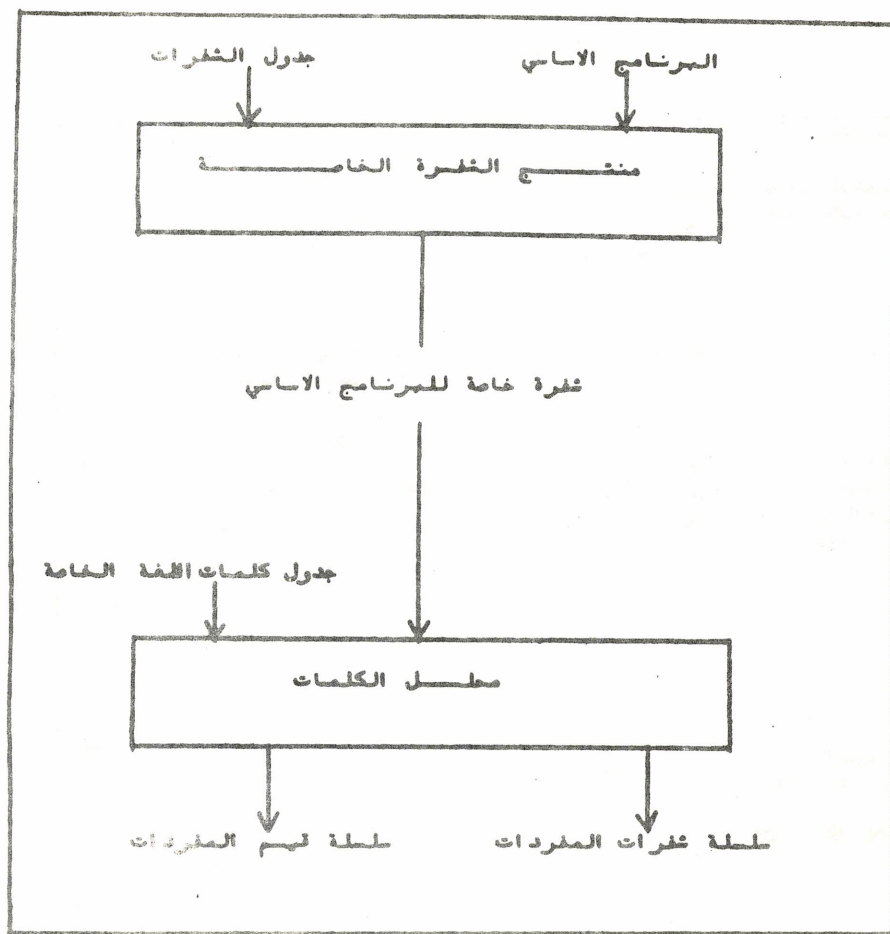 البرنامج الاساسي
جدول الشفرات
منتج الشفرة الخاصة
شفرة خاصة للبرنامج الاساسي
جدول كلمات اللغة الخاصة
محلل الكلمات
سلسلة شفرات المفردات
سلسلة قيم المفردات